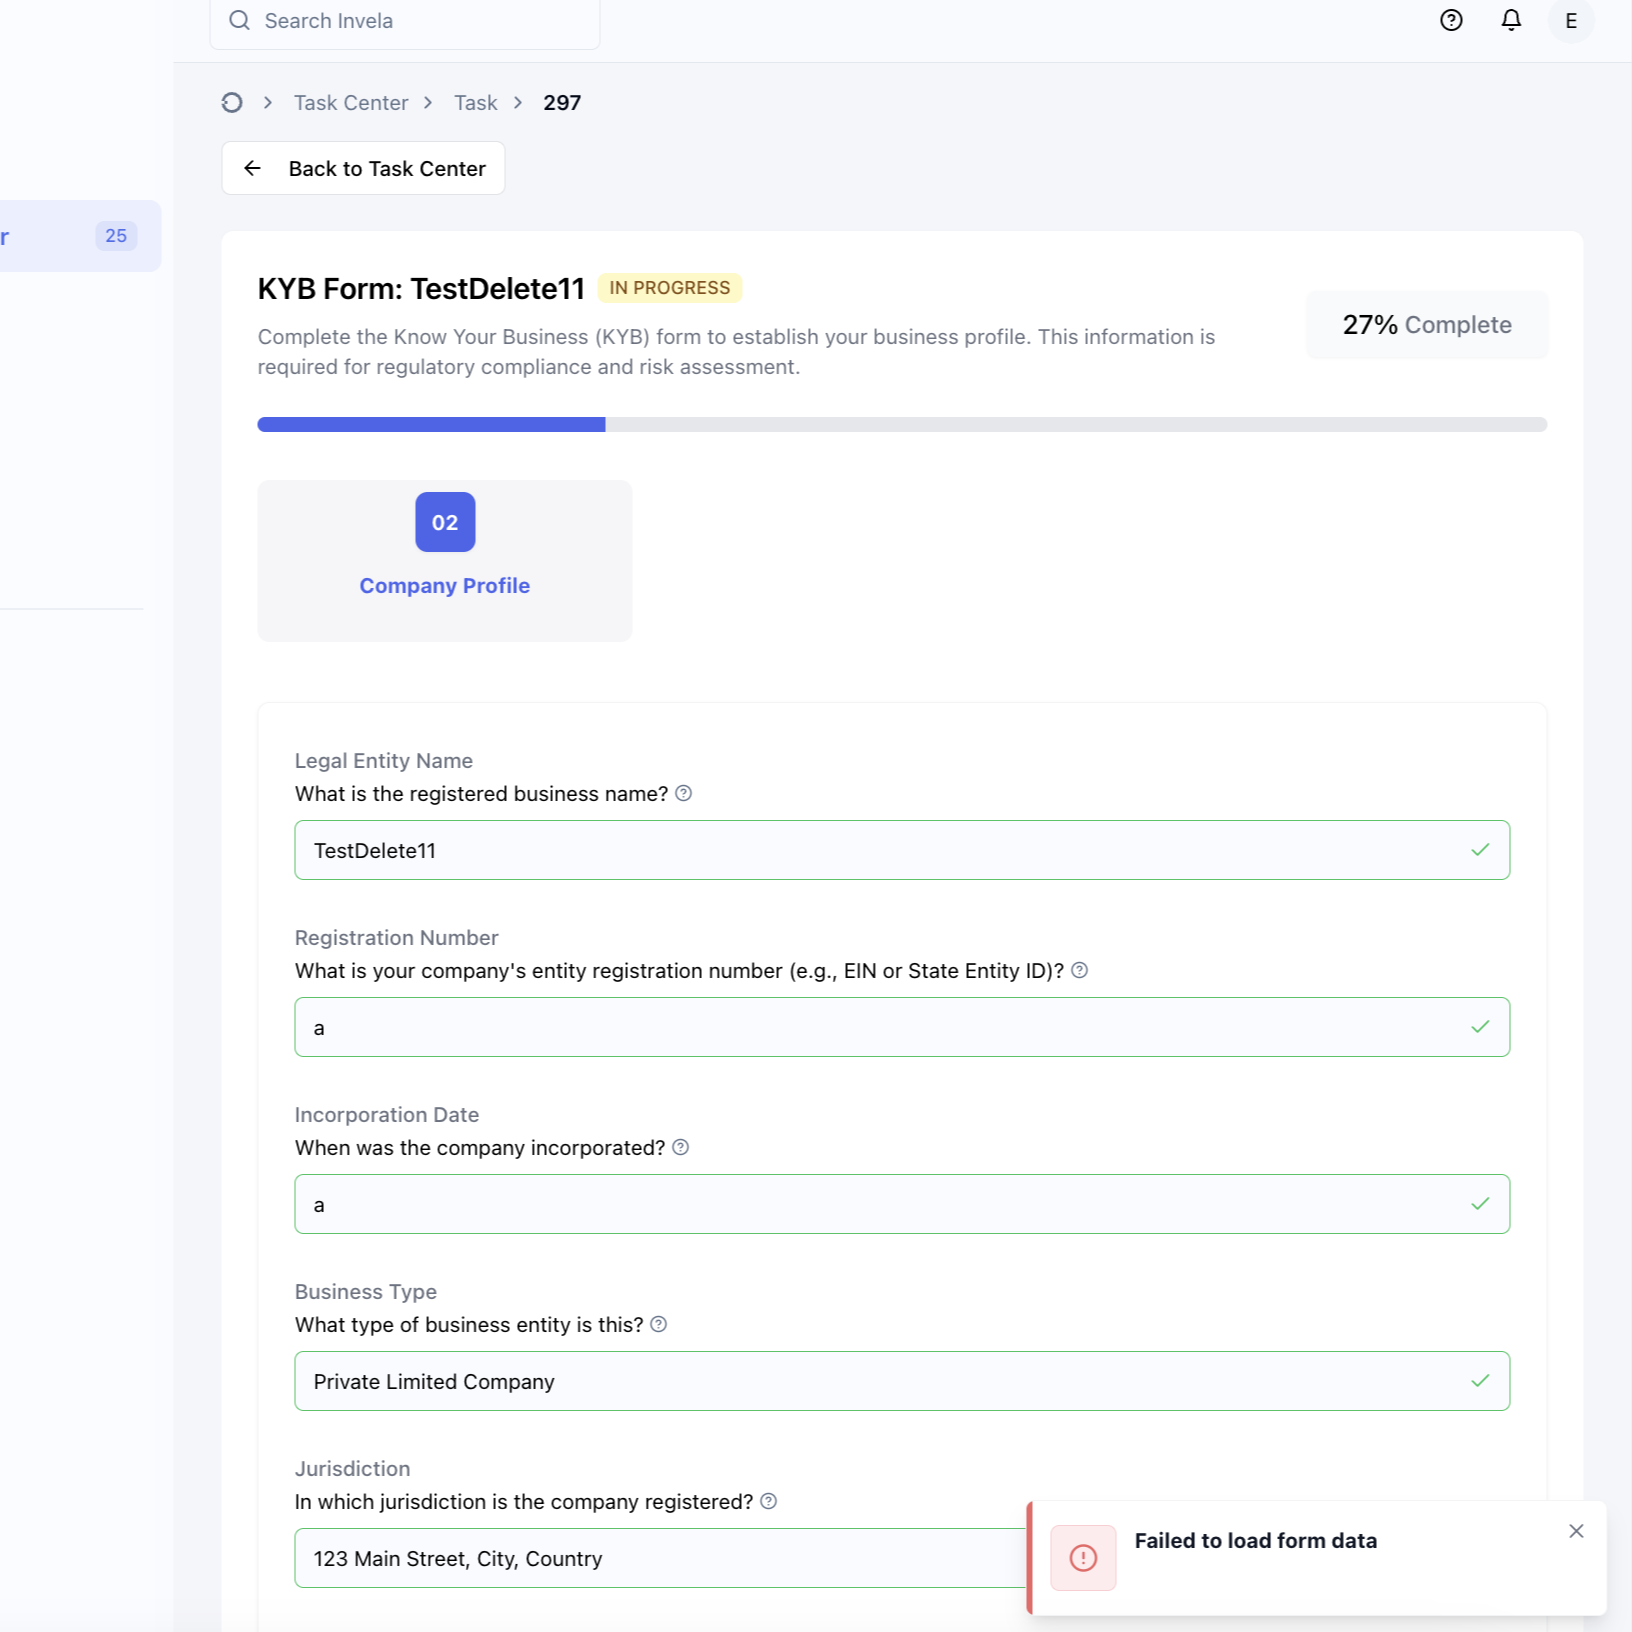 Search Invela
E
Task Center
Task
297
Back to Task Center
r
25
KYB Form: TestDelete11
IN PROGRESS
Complete the Know Your Business (KYB) form to establish your business profile. This information is
required for regulatory compliance and risk assessment.
27% Complete
02
Company Profile
Legal Entity Name
What is the registered business name?
TestDelete11
Registration Number
What is your company's entity registration number (e.g., EIN or State Entity ID)?
a
Incorporation Date
When was the company incorporated?
a
Business Type
What type of business entity is this?
Private Limited Company
Jurisdiction
In which jurisdiction is the company registered?
123 Main Street, City, Country
Failed to load form data